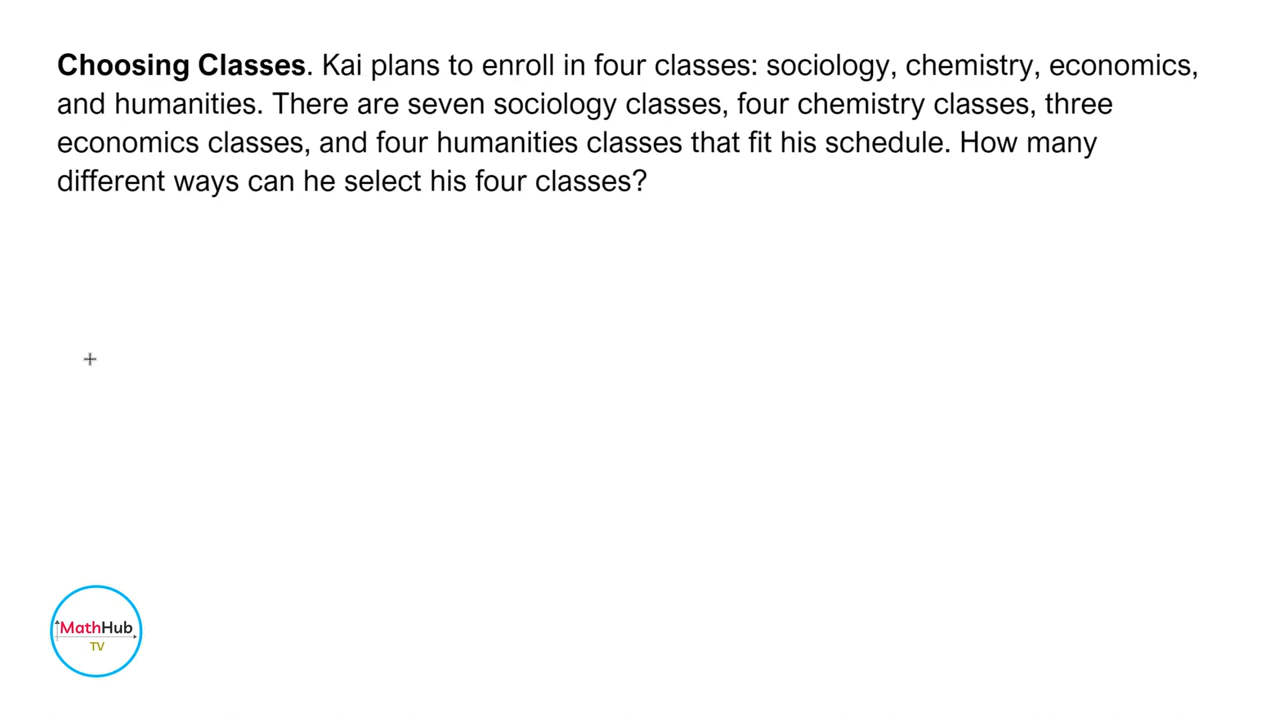 Choosing Classes. Kai plans to enroll in four classes: sociology, chemistry, economics,
and humanities. There are seven sociology classes, four chemistry classes, three
economics classes, and four humanities classes that fit his schedule. How many
different ways can he select his four classes?
MathHub
TV